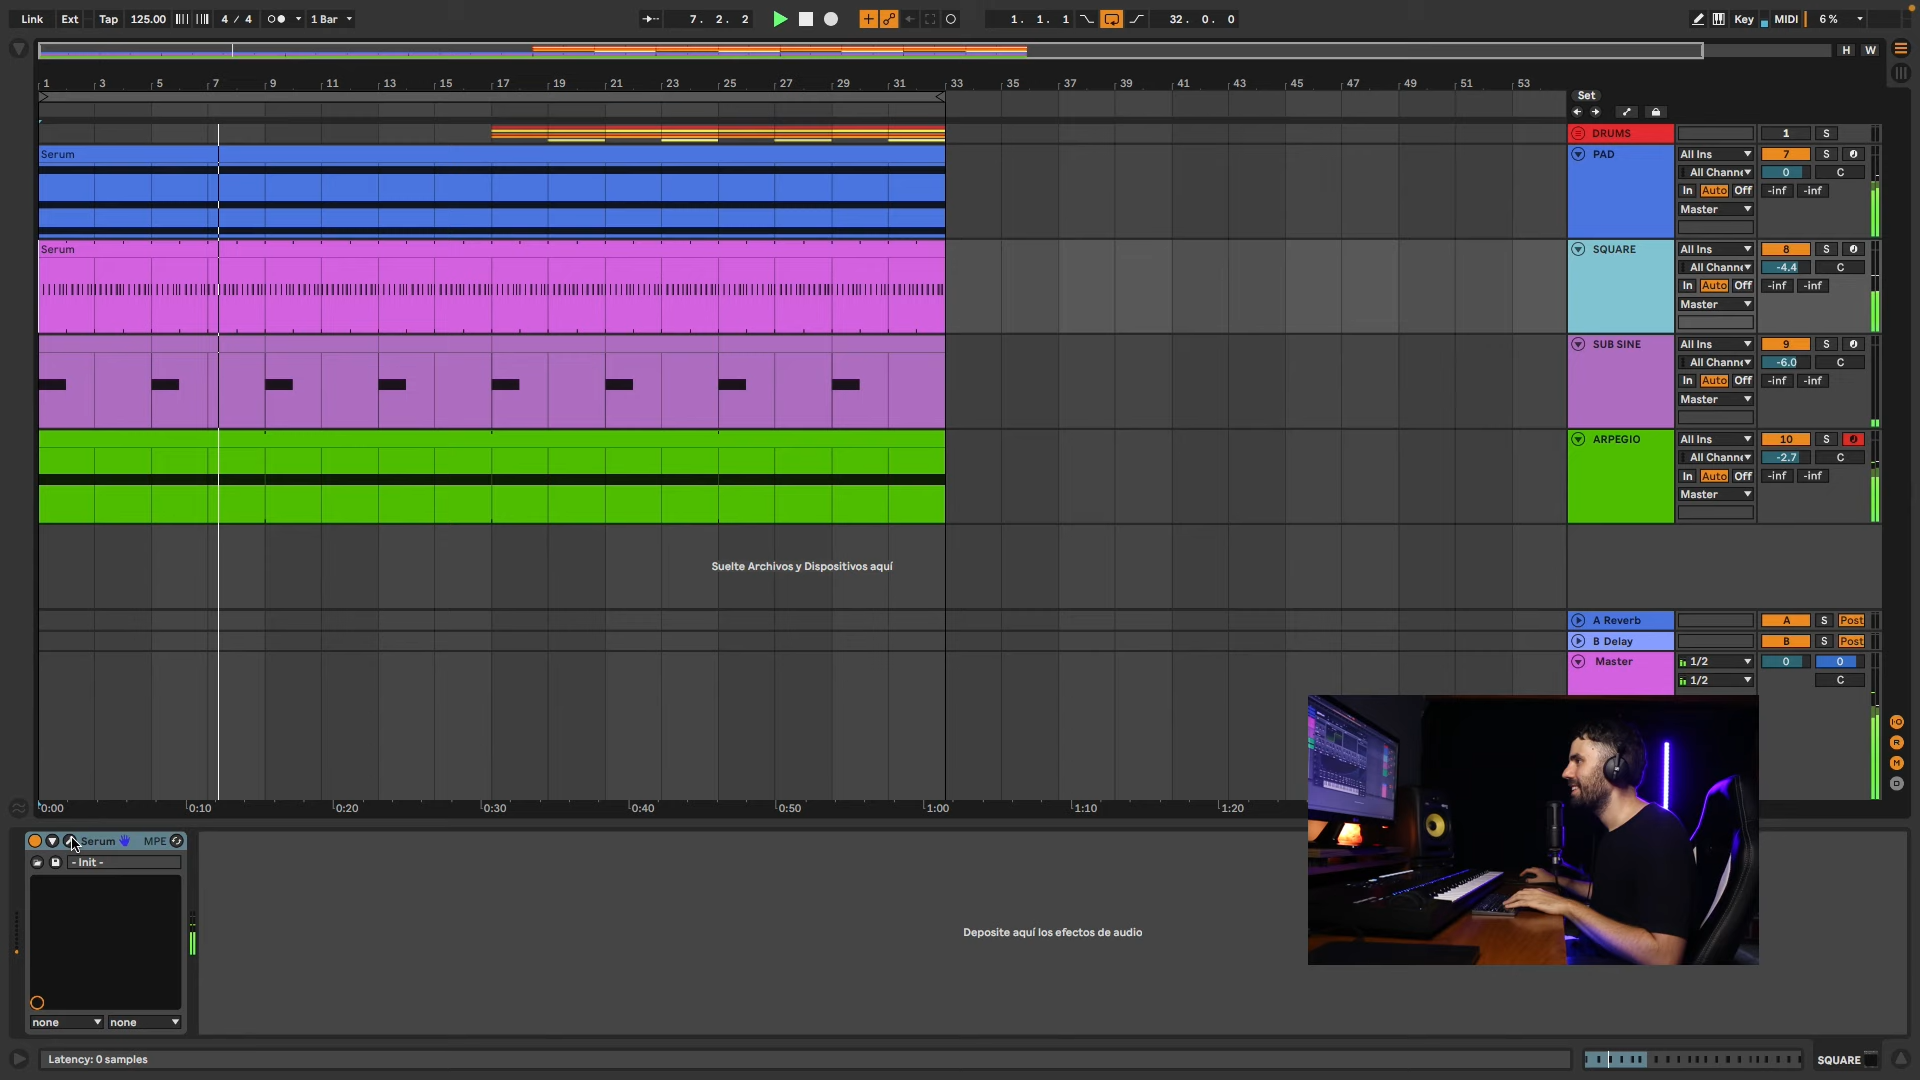 Link Ext Tap 125.00 4 / 4 1 Bar 7. 2. 2 1. 1. 1 32. 0. 0 Key MIDI 6 %
H W
1 3 5 7 9 11 13 15 17 19 21 23 25 27 29 31 33 35 37 39 41 43 45 47 49 51 53
Set
DRUMS 1 S
Serum PAD All Ins 7 S
All Channe 0 C
In Auto Off -inf -inf
Master
Serum SQUARE All Ins 8 S
All Channe -4.4 C
In Auto Off -inf -inf
Master
SUB SINE All Ins 9 S
All Channe -6.0 C
In Auto Off -inf -inf
Master
ARPEGIO All Ins 10 S
All Channe -2.7 C
In Auto Off -inf -inf
Master
Suelte Archivos y Dispositivos aquí
A Reverb A S Post
B Delay B S Post
Master 1/2 0 0
1/2 C
I·O
R
M
D
0:00 0:10 0:20 0:30 0:40 0:50 1:00 1:10 1:20
Serum MPE
- Init -
Deposite aquí los efectos de audio
none none
Latency: 0 samples SQUARE